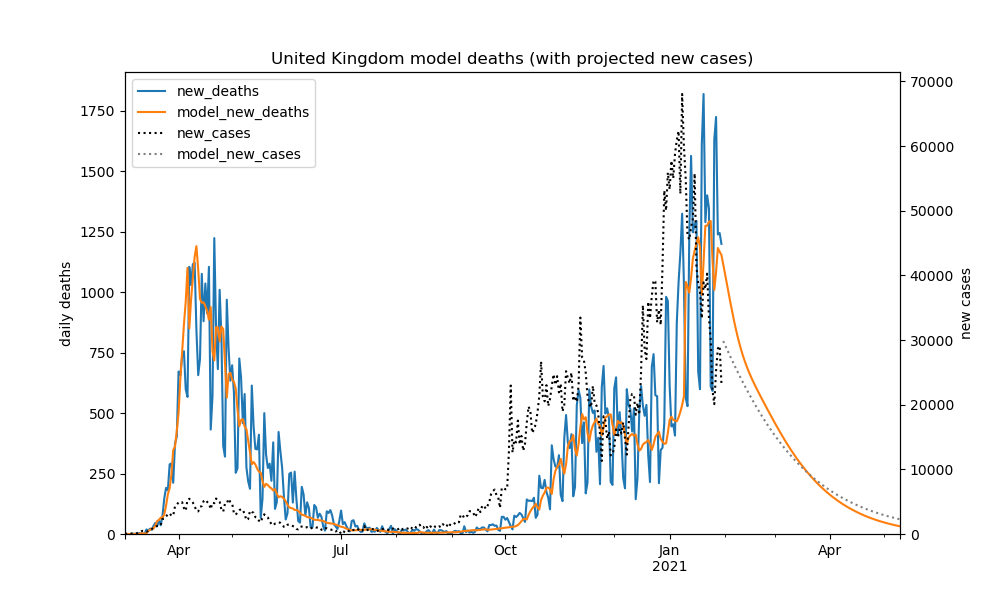 United Kingdom model deaths (with projected new cases)
new_deaths
model_new_deaths
new_cases
model_new_cases
daily deaths
1750
1500
1250
1000
750
500
250
0
70000
60000
50000
40000
30000
20000
10000
0
new cases
Apr
Jul
Oct
Jan
2021
Apr